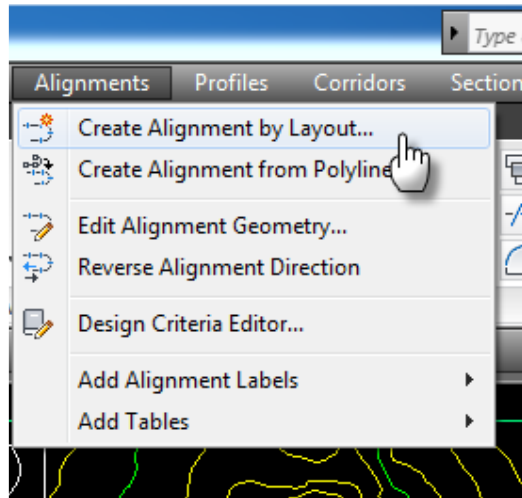 Type
Alignments Profiles Corridors Section
Create Alignment by Layout...
Create Alignment from Polyline
Edit Alignment Geometry...
Reverse Alignment Direction
Design Criteria Editor...
Add Alignment Labels
Add Tables